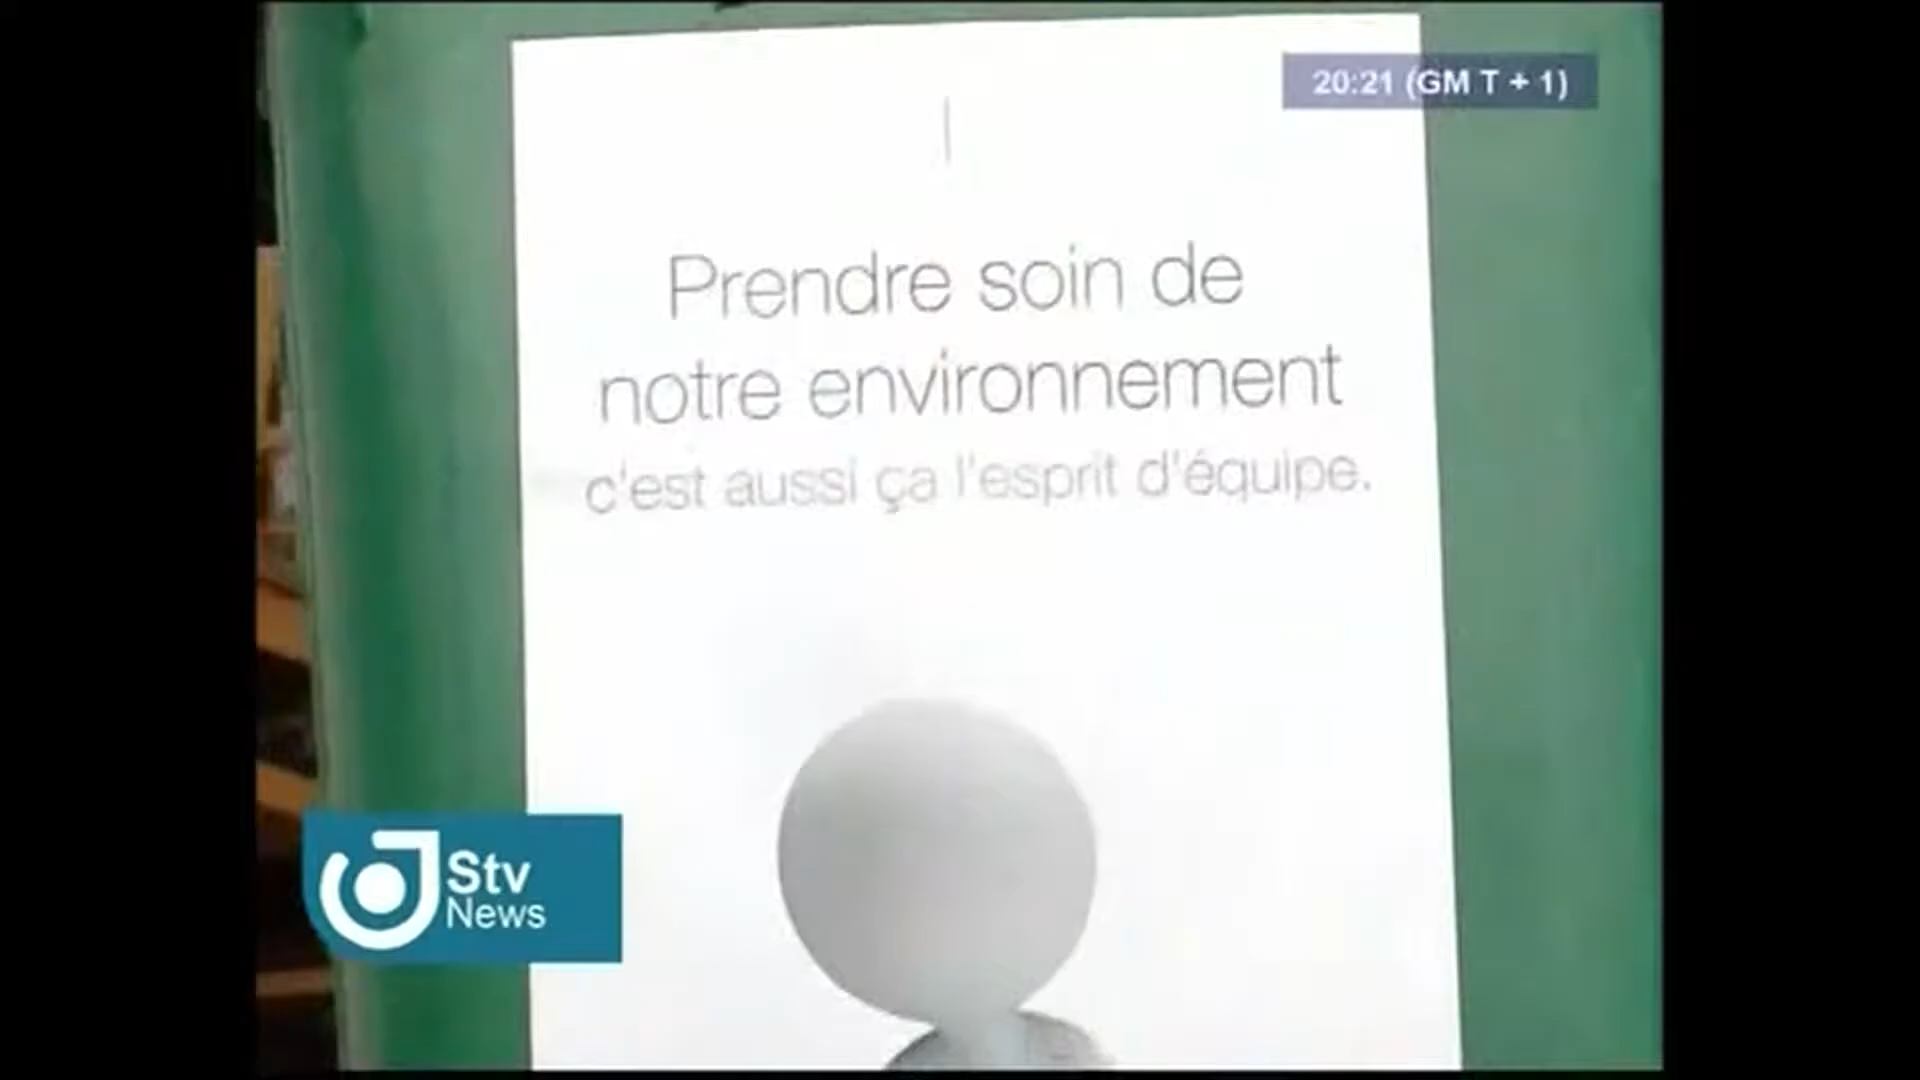 20:21 (GM T + 1)
Prendre soin de
notre environnement
c'est aussi ça l'esprit d'équipe.
Stv
News